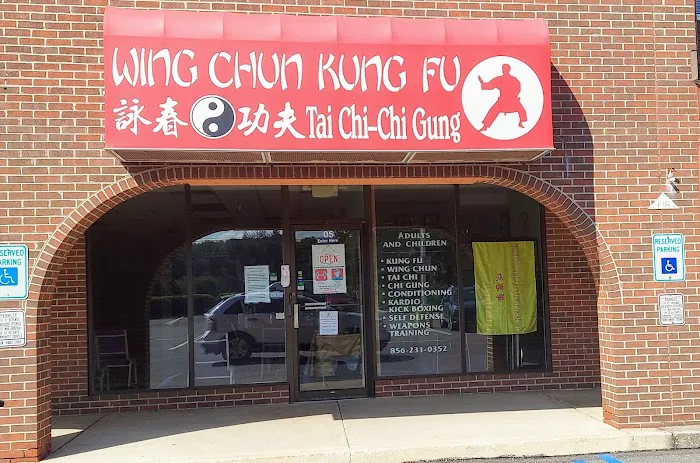 WING CHUN KUNG FU
詠春功夫 Tai Chi-Chi Gung
RESERVED
PARKING
05
Enter Here
OPEN
ADULTS
AND CHILDREN
• KUNG FU
• WING CHUN
• TAI CHI
• CHI GUNG
• CONDITIONING
• KARDIO
KICK BOXING
• SELF DEFENSE
• WEAPONS
TRAINING
856-231-0352
RESERVED
PARKING